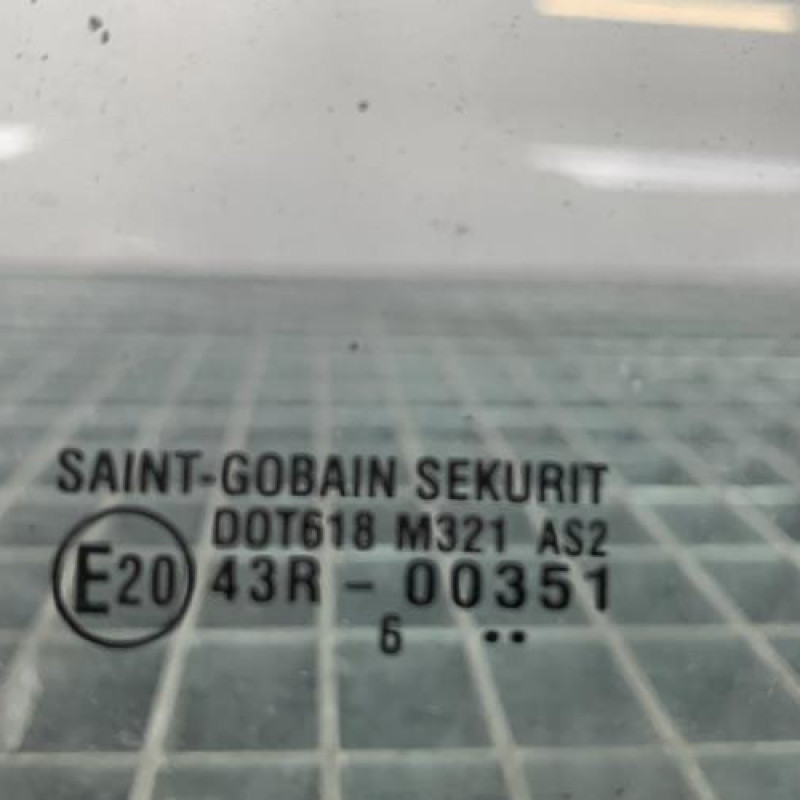 SAINT-GOBAIN SEKURIT
DOT618 M321 AS2
E20 43R - 00351
6 ••